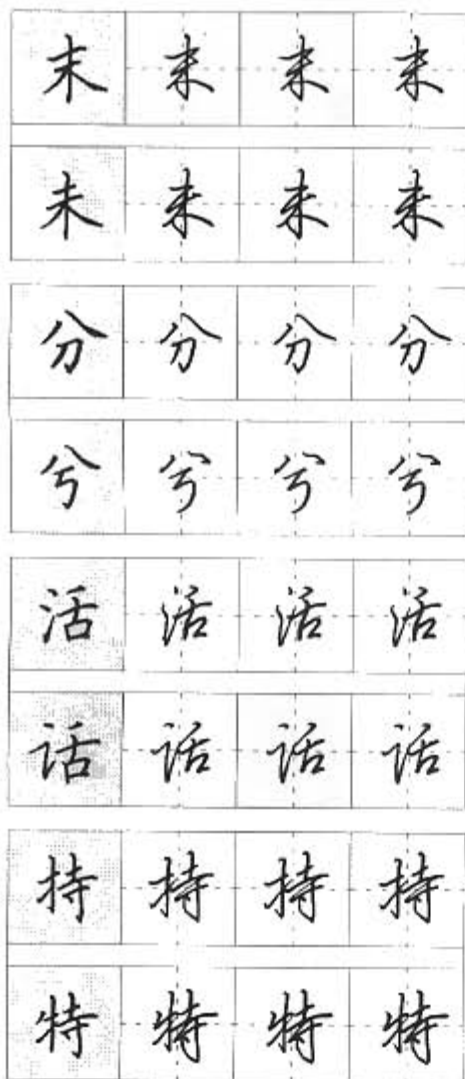 末 末 末 末
未 未 未 未
分 分 分 分
兮 兮 兮 兮
活 活 活 活
话 话 话 话
持 持 持 持
特 特 特 特